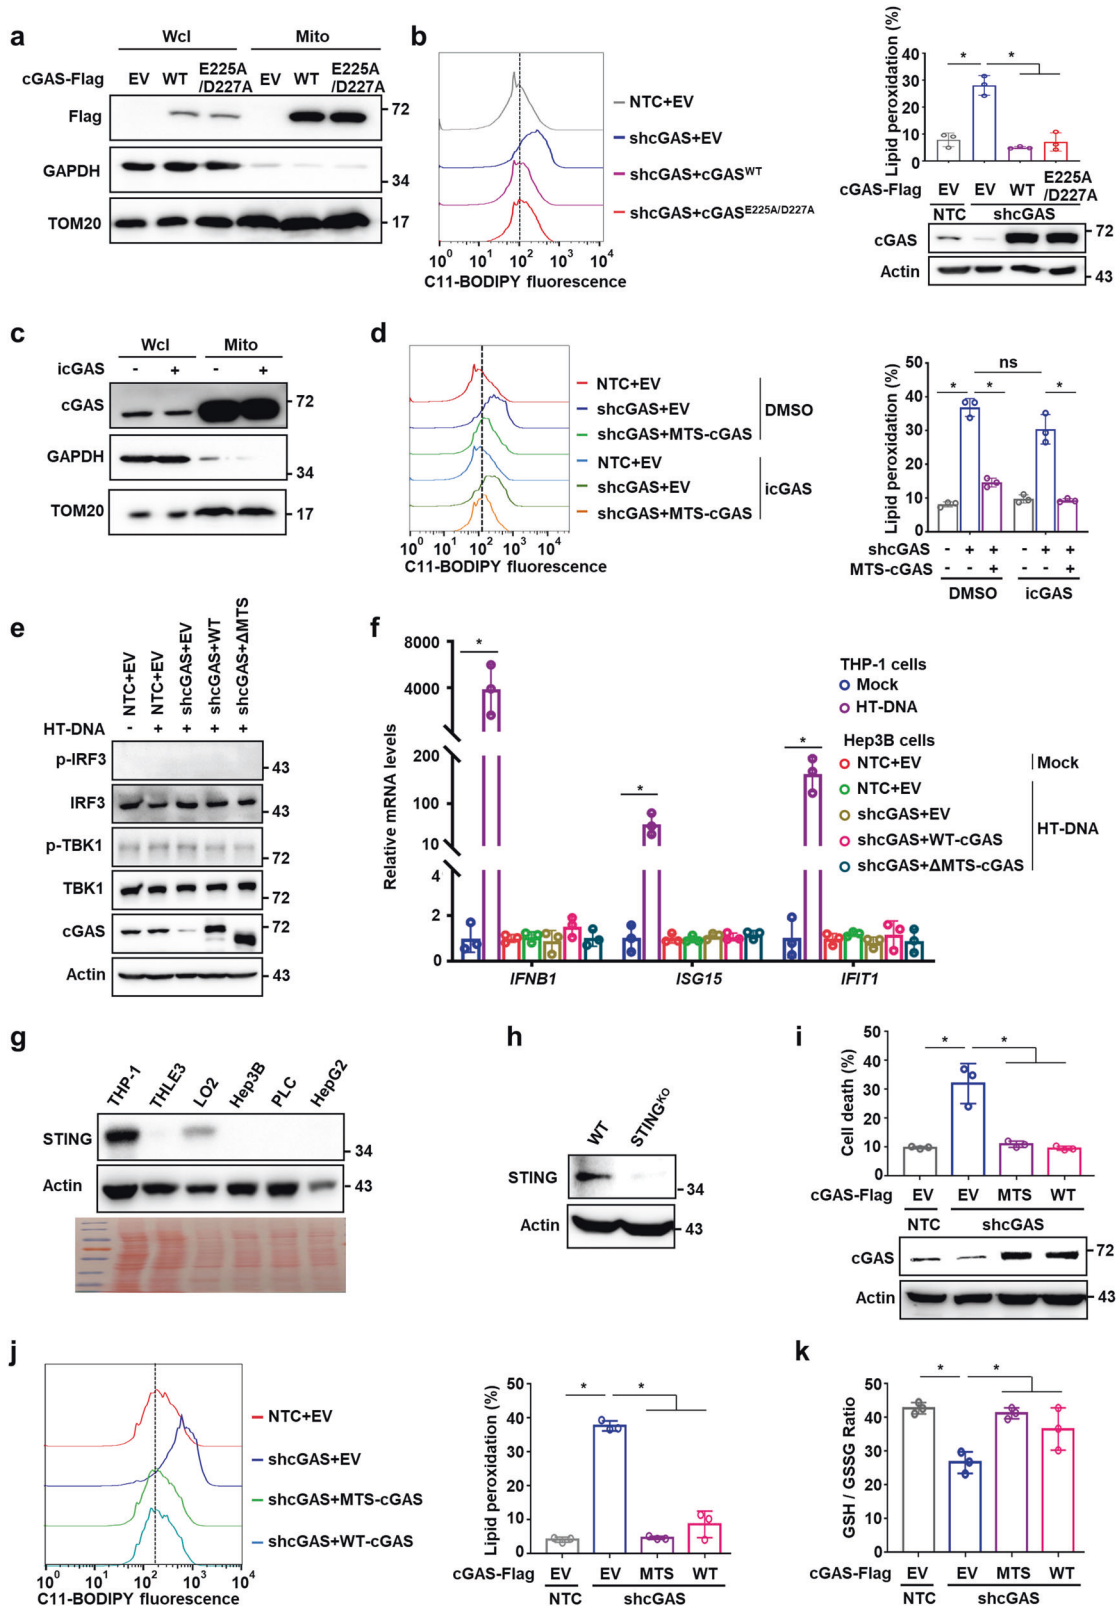 a
Wcl Mito
cGAS-Flag EV WT E225A/D227A EV WT E225A/D227A
Flag 72
GAPDH 34
TOM20 17
b
NTC+EV
shcGAS+EV
shcGAS+cGAS^WT
shcGAS+cGAS^E225A/D227A
10^0 10^1 10^2 10^3 10^4
C11-BODIPY fluorescence
Lipid peroxidation (%)
40
30
20
10
0
* *
cGAS-Flag EV EV WT E225A/D227A
NTC shcGAS
cGAS 72
Actin 43
c
Wcl Mito
icGAS - + - +
cGAS 72
GAPDH 34
TOM20 17
d
NTC+EV
shcGAS+EV
shcGAS+MTS-cGAS
DMSO
NTC+EV
shcGAS+EV
shcGAS+MTS-cGAS
icGAS
10^0 10^1 10^2 10^3 10^4
C11-BODIPY fluorescence
Lipid peroxidation (%)
50
40
30
20
10
0
ns
* * * *
shcGAS - + + - + +
MTS-cGAS - - + - - +
DMSO icGAS
e
NTC+EV NTC+EV shcGAS+EV shcGAS+WT shcGAS+ΔMTS
HT-DNA - + + + +
p-IRF3 43
IRF3 43
p-TBK1 72
TBK1 72
cGAS 72
Actin 43
f
Relative mRNA levels
8000
4000
200
100
10
4
2
0
* * *
IFNB1 ISG15 IFIT1
THP-1 cells
Mock
HT-DNA
Hep3B cells
NTC+EV Mock
NTC+EV
shcGAS+EV
shcGAS+WT-cGAS
shcGAS+ΔMTS-cGAS
HT-DNA
g
THP-1 THLE3 LO2 Hep3B PLC HepG2
STING 34
Actin 43
h
WT STING^KO
STING 34
Actin 43
i
Cell death (%)
50
40
30
20
10
0
* *
cGAS-Flag EV EV MTS WT
NTC shcGAS
cGAS 72
Actin 43
j
NTC+EV
shcGAS+EV
shcGAS+MTS-cGAS
shcGAS+WT-cGAS
10^0 10^1 10^2 10^3 10^4
C11-BODIPY fluorescence
Lipid peroxidation (%)
50
40
30
20
10
0
* *
cGAS-Flag EV EV MTS WT
NTC shcGAS
k
GSH / GSSG Ratio
50
40
30
20
10
0
* *
cGAS-Flag EV EV MTS WT
NTC shcGAS